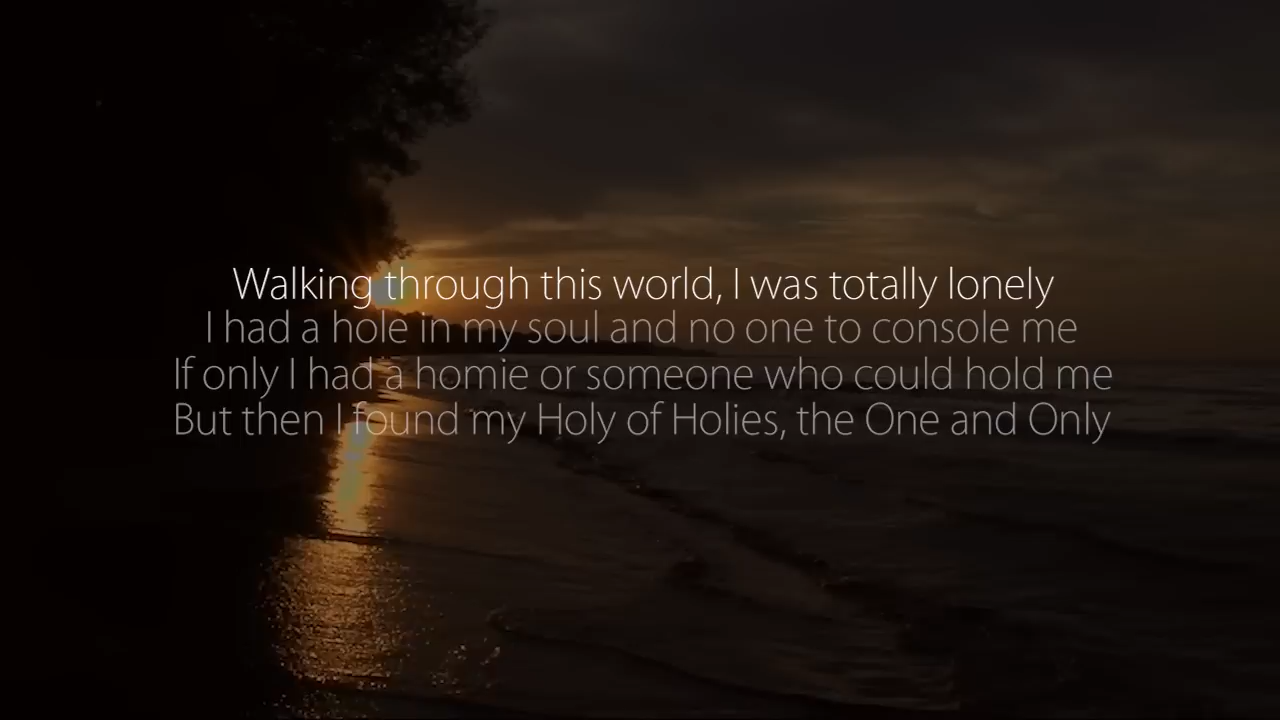 Walking through this world, I was totally lonely
I had a hole in my soul and no one to console me
If only I had a homie or someone who could hold me
But then I found my Holy of Holies, the One and Only